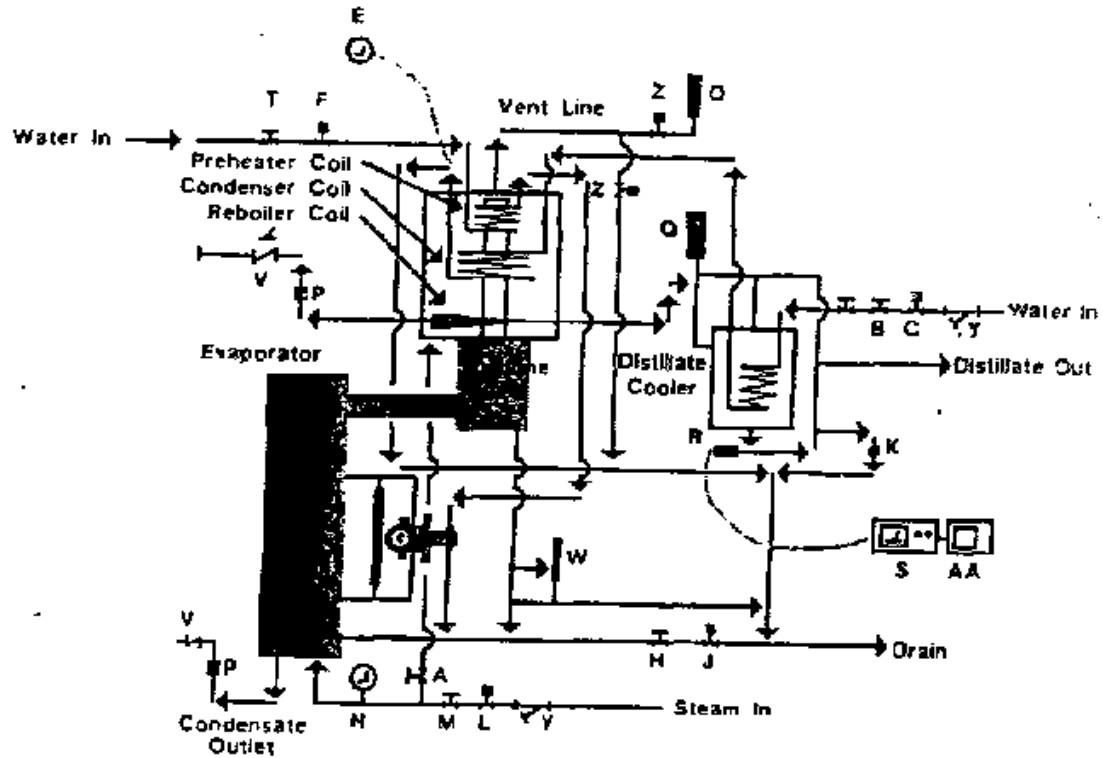 E
T F
Vent Line Z O
Water In
Preheater Coil
Condenser Coil
Reboiler Coil
Z
Q
V
P
B C Y
Water In
Evaporator
Distillate
Cooler
Distillate Out
R
K
W
S AA
V
P
A
H J
Drain
N M L Y
Steam In
Condensate
Outlet